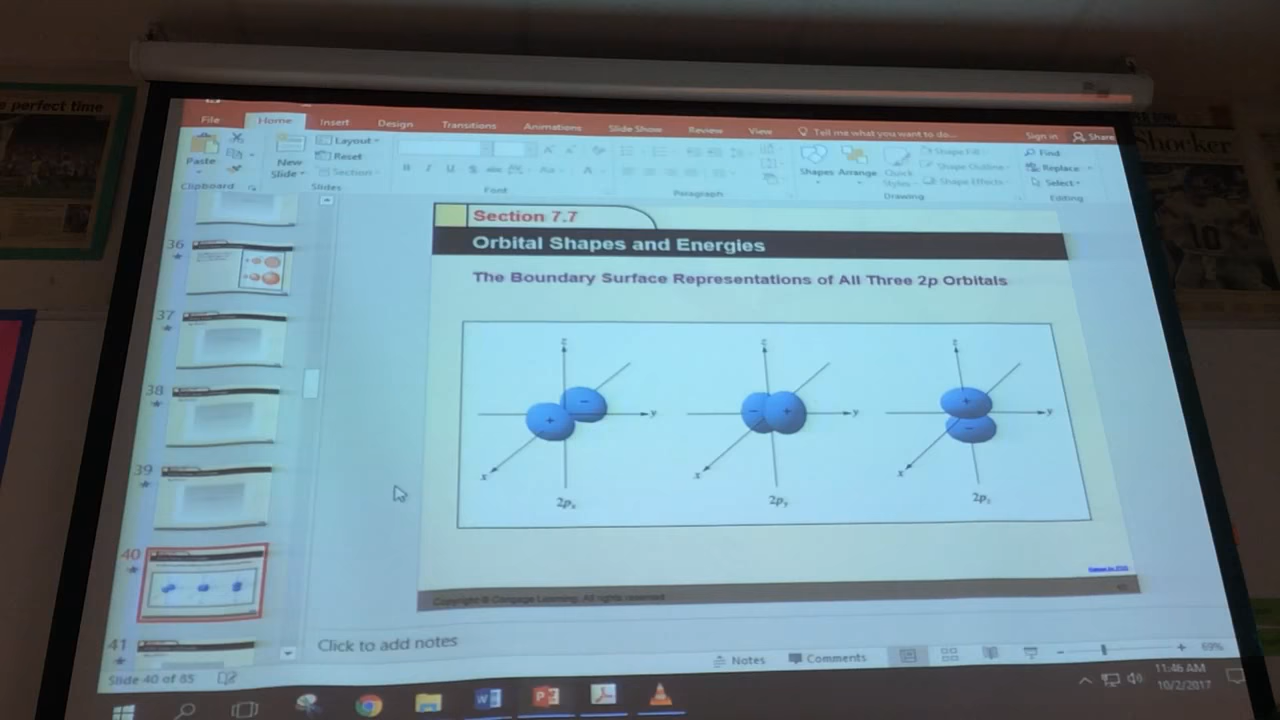 e perfect time
Shocker
10
File Home Insert Design Transitions Animations Slide Show Review View Tell me what you want to do... Sign in Share
Paste
New
Slide
Layout
Reset
Section
B I U S abc Aa A
Shapes Arrange Quick
Styles
Shape Fill
Shape Outline
Shape Effects
Find
Replace
Select
Clipboard Slides Font Paragraph Drawing Editing
36
37
38
39
40
41
Section 7.7
Orbital Shapes and Energies
The Boundary Surface Representations of All Three 2p Orbitals
z z z
- - +
+ + -
y y y
x x x
2px 2py 2pz
Copyright © Cengage Learning. All rights reserved
Click to add notes
Slide 40 of 85
Notes Comments 69%
11:46 AM
10/2/2017